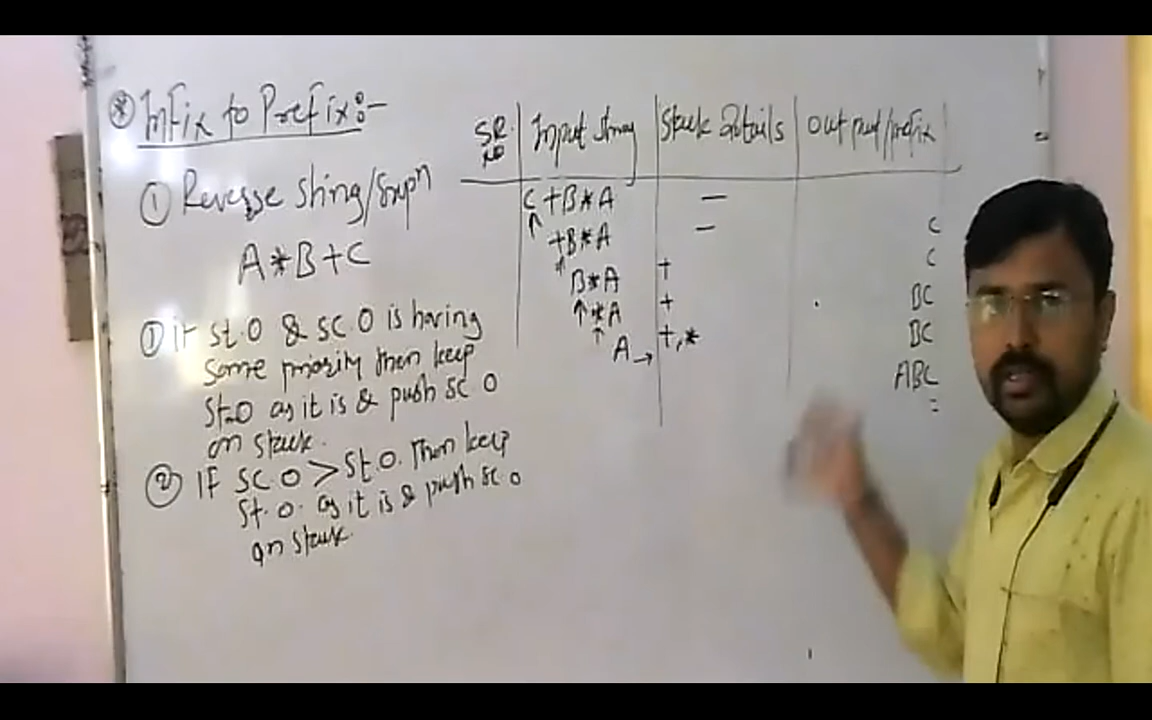 * Infix to Prefix:-
① Reverse string/Expn
A*B+C
① If St.O & SC.O is having
same priority then keep
St.O as it is & push SC O
on stack.
② IF SC.O > St O. Then keep
St.O. as it is & push SC O
on stack.
SR NO | Input string | Stack Details | Output/prefix
C+B*A | — | C
+B*A | — | C
B*A | + | BC
*A | + | BC
A → | +,* | ABC